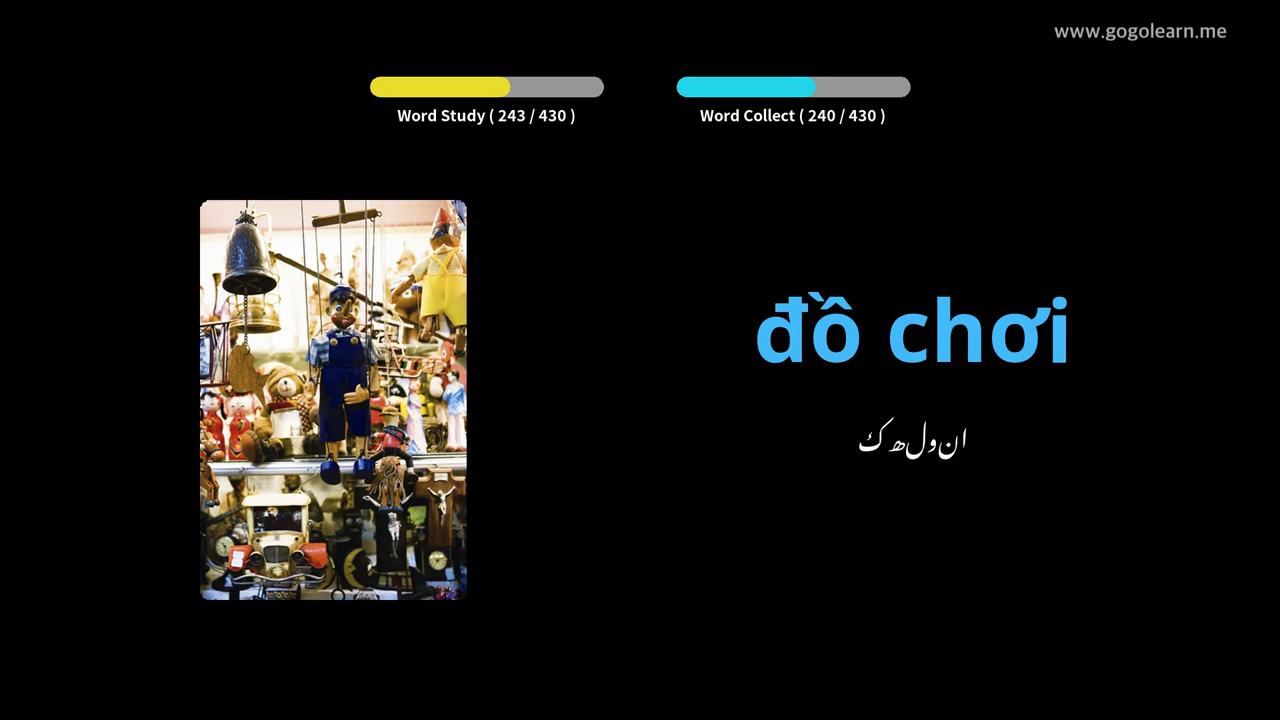 www.gogolearn.me
Word Study ( 243 / 430 )
Word Collect ( 240 / 430 )
đồ chơi
کھلونا